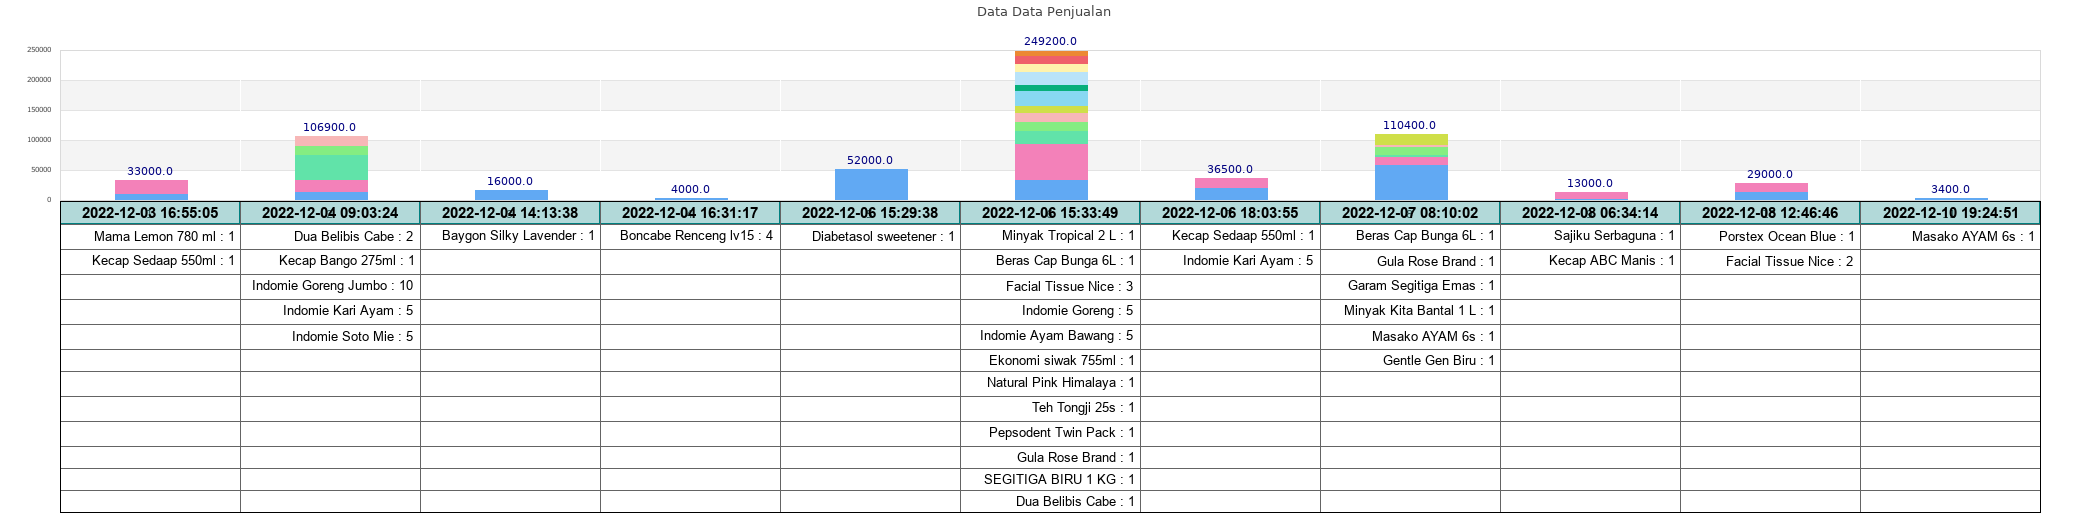 Data Data Penjualan
249200.0
250000
200000
150000
110400.0
106900.0
100000
52000.0
50000
36500.0
33000.0
29000.0
16000.0
13000.0
4000.0
3400.0
0
2022-12-03 16:55:05 2022-12-04 09:03:24 2022-12-04 14:13:38 2022-12-04 16:31:17 2022-12-06 15:29:38 2022-12-06 15:33:49 2022-12-06 18:03:55 2022-12-07 08:10:02 2022-12-08 06:34:14 2022-12-08 12:46:46 2022-12-10 19:24:51
Mama Lemon 780 ml : 1 Dua Belibis Cabe : 2 Baygon Silky Lavender : 1 Boncabe Renceng lv15 : 4 Diabetasol sweetener : 1 Minyak Tropical 2 L : 1 Kecap Sedaap 550ml : 1 Beras Cap Bunga 6L : 1 Sajiku Serbaguna : 1 Porstex Ocean Blue : 1 Masako AYAM 6s : 1
Kecap Sedaap 550ml : 1 Kecap Bango 275ml : 1 Beras Cap Bunga 6L : 1 Indomie Kari Ayam : 5 Gula Rose Brand : 1 Kecap ABC Manis : 1 Facial Tissue Nice : 2
Indomie Goreng Jumbo : 10 Facial Tissue Nice : 3 Garam Segitiga Emas : 1
Indomie Kari Ayam : 5 Indomie Goreng : 5 Minyak Kita Bantal 1 L : 1
Indomie Soto Mie : 5 Indomie Ayam Bawang : 5 Masako AYAM 6s : 1
Ekonomi siwak 755ml : 1 Gentle Gen Biru : 1
Natural Pink Himalaya : 1
Teh Tongji 25s : 1
Pepsodent Twin Pack : 1
Gula Rose Brand : 1
SEGITIGA BIRU 1 KG : 1
Dua Belibis Cabe : 1